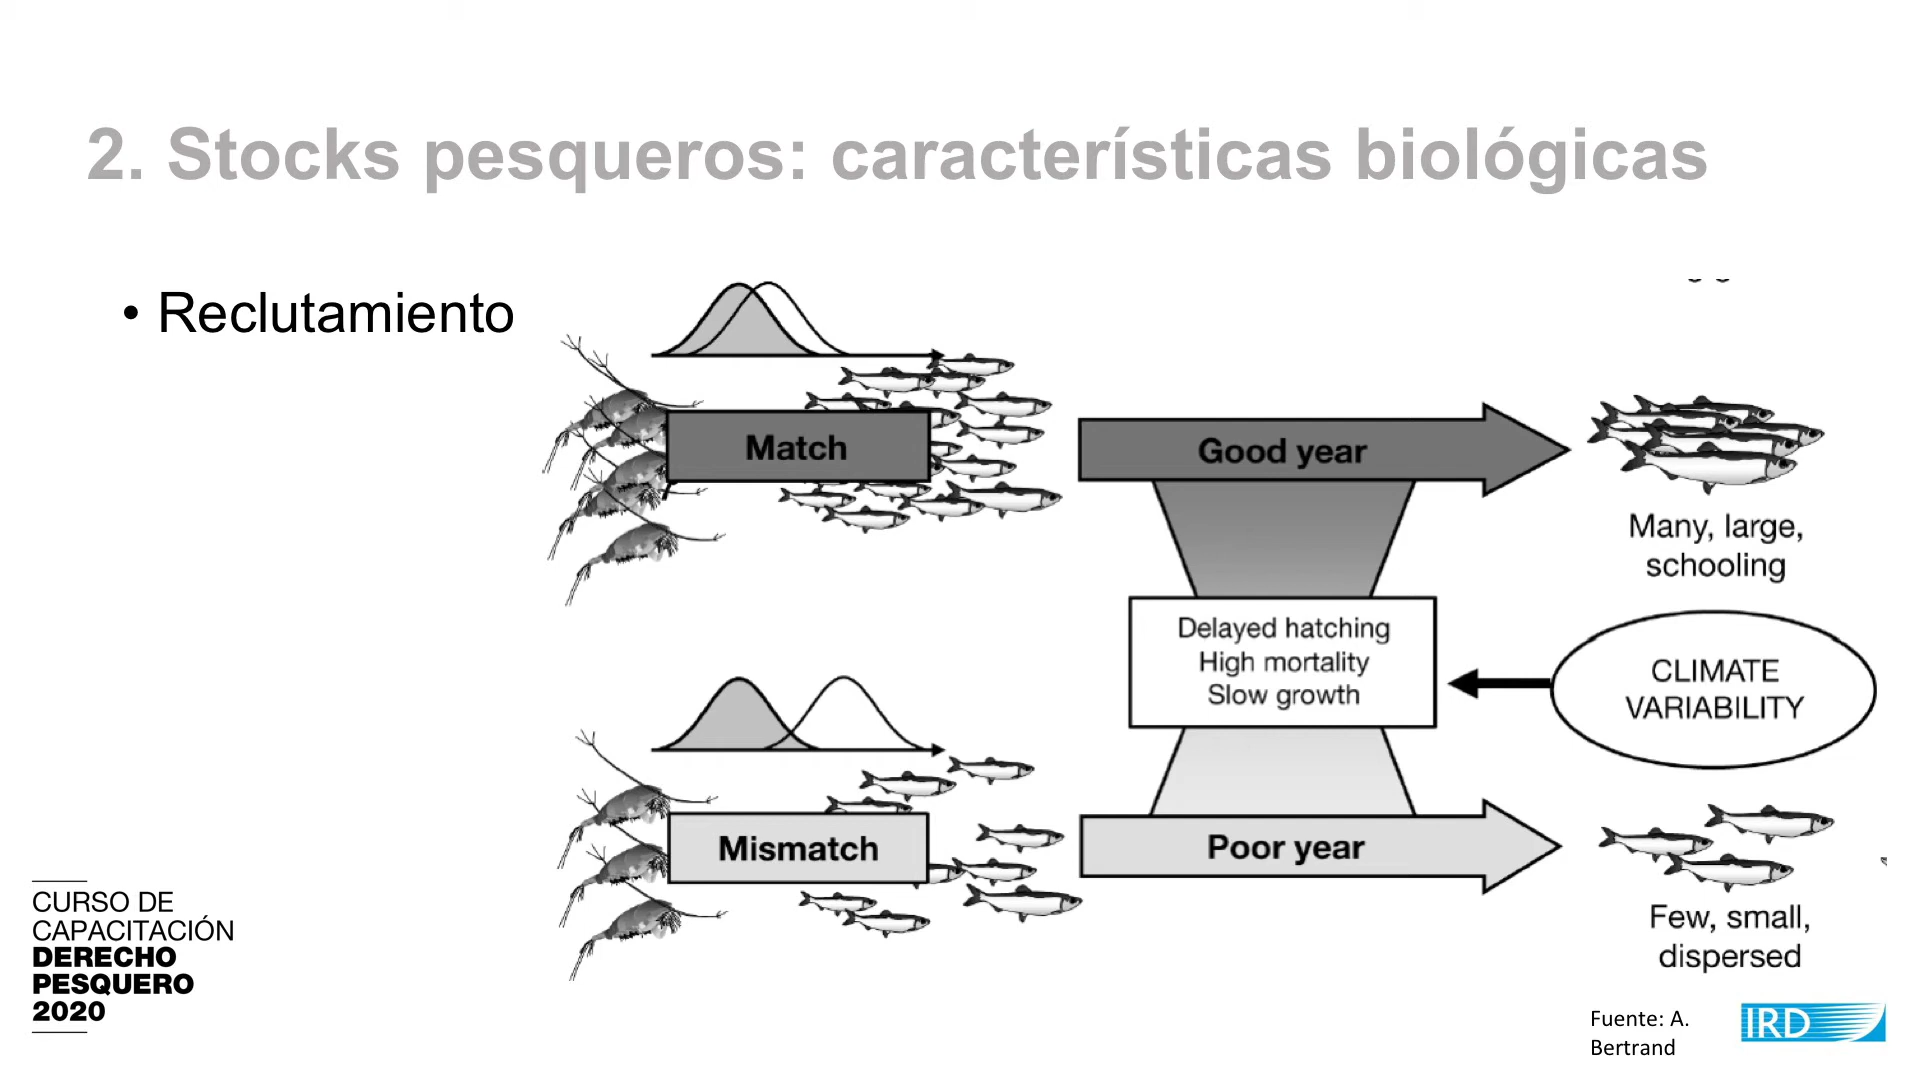 2. Stocks pesqueros: características biológicas
• Reclutamiento
Match
Good year
Many, large,
schooling
Delayed hatching
High mortality
Slow growth
CLIMATE
VARIABILITY
Mismatch
Poor year
Few, small,
dispersed
CURSO DE
CAPACITACIÓN
DERECHO
PESQUERO
2020
Fuente: A.
Bertrand
IRD